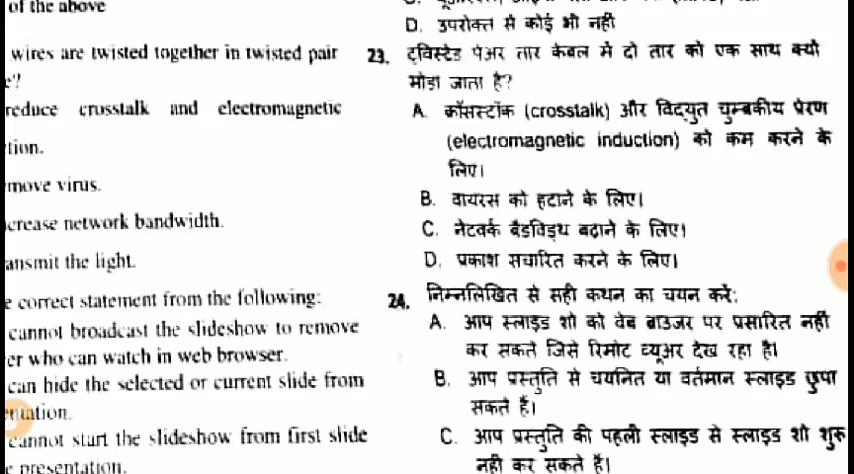 of the above
wires are twisted together in twisted pair
e?
reduce crosstalk and electromagnetic
tion.
move virus.
crease network bandwidth.
ansmit the light.
e correct statement from the following:
cannot broadcast the slideshow to remove
er who can watch in web browser.
can hide the selected or current slide from
entation.
cannot start the slideshow from first slide
e presentation.
D. उपरोक्त में कोई भी नहीं
23. ट्विस्टेड पेअर तार केबल में दो तार को एक साथ क्यों
मोड़ा जाता है?
A. क्रॉसस्टॉक (crosstalk) और विद्युत चुम्बकीय प्रेरण
(electromagnetic induction) को कम करने के
लिए।
B. वायरस को हटाने के लिए।
C. नेटवर्क बैंडविड्थ बढ़ाने के लिए।
D. प्रकाश संचारित करने के लिए।
24. निम्नलिखित से सही कथन का चयन करें:
A. आप स्लाइड शो को वेब ब्राउजर पर प्रसारित नहीं
कर सकते जिसे रिमोट व्यूअर देख रहा है।
B. आप प्रस्तुति में चयनित या वर्तमान स्लाइड छुपा
सकते हैं।
C. आप प्रस्तुति की पहली स्लाइड से स्लाइड शो शुरू
नहीं कर सकते हैं।